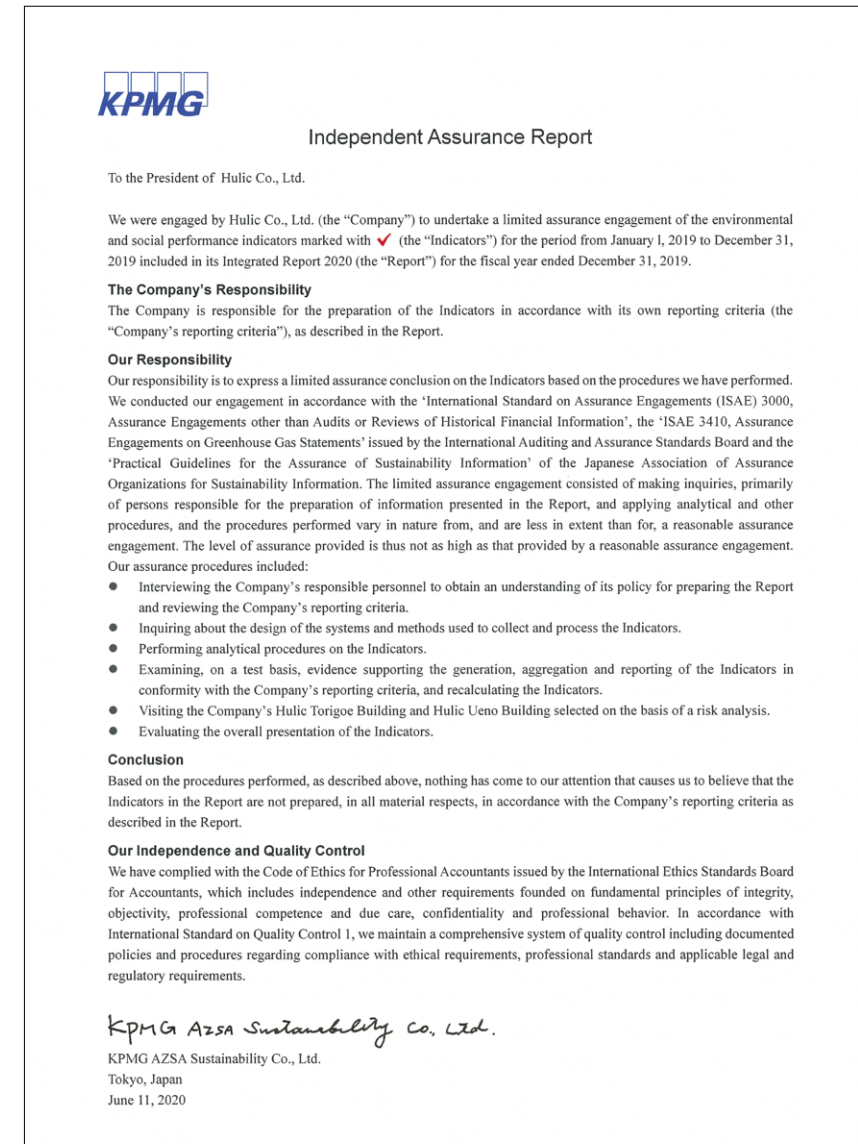 KPMG
Independent Assurance Report
To the President of Hulic Co., Ltd.
We were engaged by Hulic Co., Ltd. (the “Company”) to undertake a limited assurance engagement of the environmental
and social performance indicators marked with ✓ (the “Indicators”) for the period from January 1, 2019 to December 31,
2019 included in its Integrated Report 2020 (the “Report”) for the fiscal year ended December 31, 2019.
The Company’s Responsibility
The Company is responsible for the preparation of the Indicators in accordance with its own reporting criteria (the
“Company’s reporting criteria”), as described in the Report.
Our Responsibility
Our responsibility is to express a limited assurance conclusion on the Indicators based on the procedures we have performed.
We conducted our engagement in accordance with the ‘International Standard on Assurance Engagements (ISAE) 3000,
Assurance Engagements other than Audits or Reviews of Historical Financial Information’, the ‘ISAE 3410, Assurance
Engagements on Greenhouse Gas Statements’ issued by the International Auditing and Assurance Standards Board and the
‘Practical Guidelines for the Assurance of Sustainability Information’ of the Japanese Association of Assurance
Organizations for Sustainability Information. The limited assurance engagement consisted of making inquiries, primarily
of persons responsible for the preparation of information presented in the Report, and applying analytical and other
procedures, and the procedures performed vary in nature from, and are less in extent than for, a reasonable assurance
engagement. The level of assurance provided is thus not as high as that provided by a reasonable assurance engagement.
Our assurance procedures included:
● Interviewing the Company’s responsible personnel to obtain an understanding of its policy for preparing the Report
and reviewing the Company’s reporting criteria.
● Inquiring about the design of the systems and methods used to collect and process the Indicators.
● Performing analytical procedures on the Indicators.
● Examining, on a test basis, evidence supporting the generation, aggregation and reporting of the Indicators in
conformity with the Company’s reporting criteria, and recalculating the Indicators.
● Visiting the Company’s Hulic Torigoe Building and Hulic Ueno Building selected on the basis of a risk analysis.
● Evaluating the overall presentation of the Indicators.
Conclusion
Based on the procedures performed, as described above, nothing has come to our attention that causes us to believe that the
Indicators in the Report are not prepared, in all material respects, in accordance with the Company’s reporting criteria as
described in the Report.
Our Independence and Quality Control
We have complied with the Code of Ethics for Professional Accountants issued by the International Ethics Standards Board
for Accountants, which includes independence and other requirements founded on fundamental principles of integrity,
objectivity, professional competence and due care, confidentiality and professional behavior. In accordance with
International Standard on Quality Control 1, we maintain a comprehensive system of quality control including documented
policies and procedures regarding compliance with ethical requirements, professional standards and applicable legal and
regulatory requirements.
KPMG AZSA Sustainability Co., Ltd.
KPMG AZSA Sustainability Co., Ltd.
Tokyo, Japan
June 11, 2020